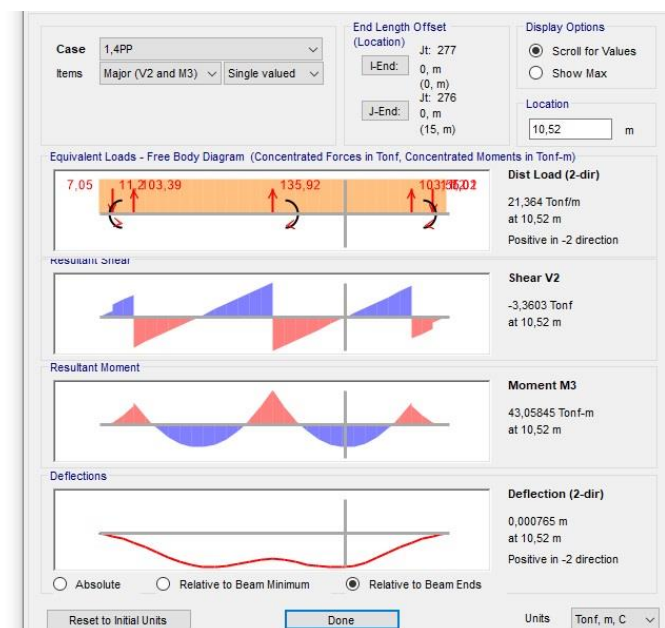 Case 1,4PP
Items Major (V2 and M3) Single valued
End Length Offset
(Location)
Jt: 277
I-End: 0, m
(0, m)
Jt: 276
J-End: 0, m
(15, m)
Display Options
Scroll for Values
Show Max
Location
10,52 m
Equivalent Loads - Free Body Diagram (Concentrated Forces in Tonf, Concentrated Moments in Tonf-m)
7,05 103,39 135,92
Dist Load (2-dir)
21,364 Tonf/m
at 10,52 m
Positive in -2 direction
Resultant Shear
Shear V2
-3,3603 Tonf
at 10,52 m
Resultant Moment
Moment M3
43,05845 Tonf-m
at 10,52 m
Deflections
Deflection (2-dir)
0,000765 m
at 10,52 m
Positive in -2 direction
Absolute Relative to Beam Minimum Relative to Beam Ends
Reset to Initial Units Done Units Tonf, m, C